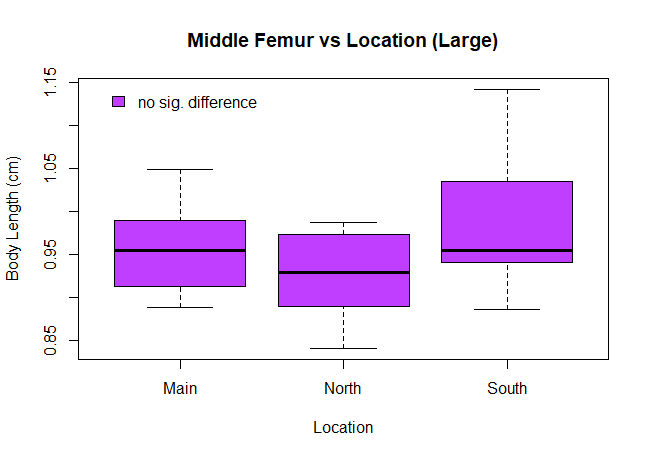 Middle Femur vs Location (Large)
no sig. difference
Body Length (cm)
1.15
1.05
0.95
0.85
Main North South
Location